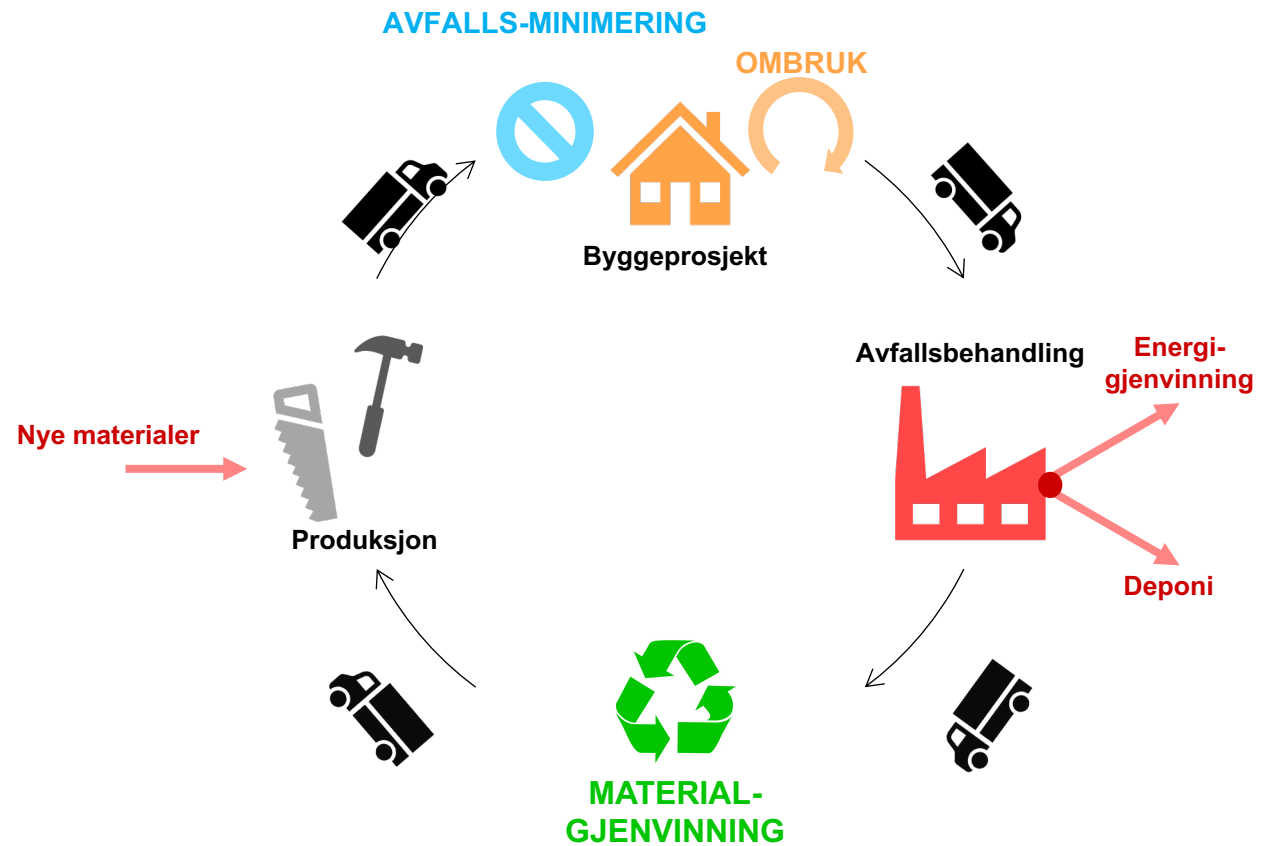 AVFALLS-MINIMERING
OMBRUK
Byggeprosjekt
Avfallsbehandling
Energi-
gjenvinning
Nye materialer
Produksjon
Deponi
MATERIAL-
GJENVINNING